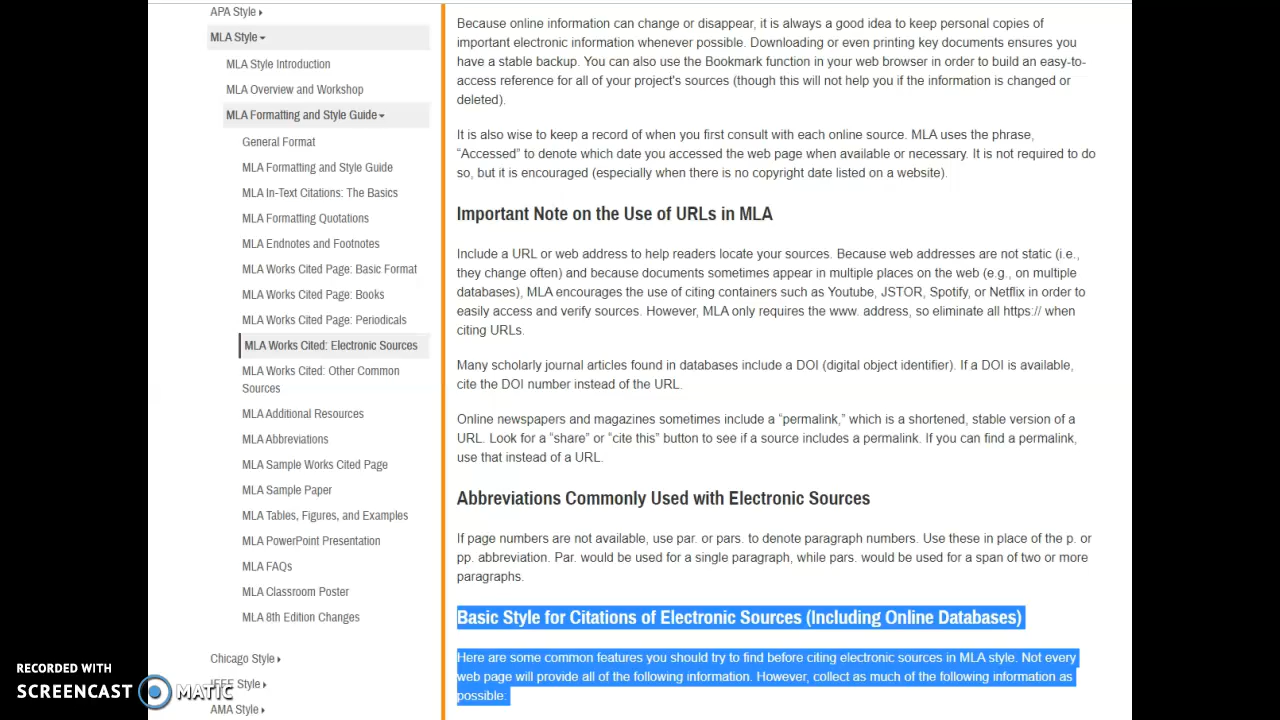 APA Style
MLA Style
MLA Style Introduction
MLA Overview and Workshop
MLA Formatting and Style Guide
General Format
MLA Formatting and Style Guide
MLA In-Text Citations: The Basics
MLA Formatting Quotations
MLA Endnotes and Footnotes
MLA Works Cited Page: Basic Format
MLA Works Cited Page: Books
MLA Works Cited Page: Periodicals
MLA Works Cited: Electronic Sources
MLA Works Cited: Other Common
Sources
MLA Additional Resources
MLA Abbreviations
MLA Sample Works Cited Page
MLA Sample Paper
MLA Tables, Figures, and Examples
MLA PowerPoint Presentation
MLA FAQs
MLA Classroom Poster
MLA 8th Edition Changes
Chicago Style
IEEE Style
AMA Style
Because online information can change or disappear, it is always a good idea to keep personal copies of
important electronic information whenever possible. Downloading or even printing key documents ensures you
have a stable backup. You can also use the Bookmark function in your web browser in order to build an easy-to-
access reference for all of your project's sources (though this will not help you if the information is changed or
deleted).
It is also wise to keep a record of when you first consult with each online source. MLA uses the phrase,
“Accessed” to denote which date you accessed the web page when available or necessary. It is not required to do
so, but it is encouraged (especially when there is no copyright date listed on a website).
Important Note on the Use of URLs in MLA
Include a URL or web address to help readers locate your sources. Because web addresses are not static (i.e.,
they change often) and because documents sometimes appear in multiple places on the web (e.g., on multiple
databases), MLA encourages the use of citing containers such as Youtube, JSTOR, Spotify, or Netflix in order to
easily access and verify sources. However, MLA only requires the www. address, so eliminate all https:// when
citing URLs.
Many scholarly journal articles found in databases include a DOI (digital object identifier). If a DOI is available,
cite the DOI number instead of the URL.
Online newspapers and magazines sometimes include a “permalink,” which is a shortened, stable version of a
URL. Look for a “share” or “cite this” button to see if a source includes a permalink. If you can find a permalink,
use that instead of a URL.
Abbreviations Commonly Used with Electronic Sources
If page numbers are not available, use par. or pars. to denote paragraph numbers. Use these in place of the p. or
pp. abbreviation. Par. would be used for a single paragraph, while pars. would be used for a span of two or more
paragraphs.
Basic Style for Citations of Electronic Sources (Including Online Databases)
Here are some common features you should try to find before citing electronic sources in MLA style. Not every
web page will provide all of the following information. However, collect as much of the following information as
possible:
RECORDED WITH
SCREENCAST MATIC